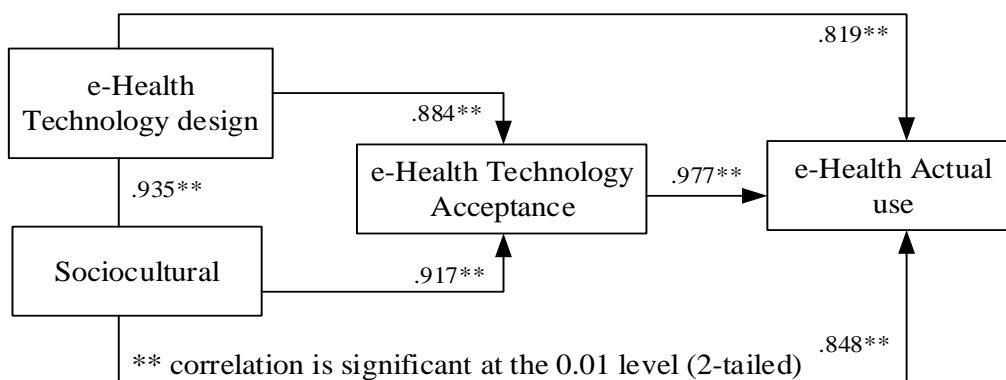 .819**
e-Health
Technology design
.884**
e-Health Technology
Acceptance
.977**
e-Health Actual
use
.935**
Sociocultural
.917**
.848**
** correlation is significant at the 0.01 level (2-tailed)